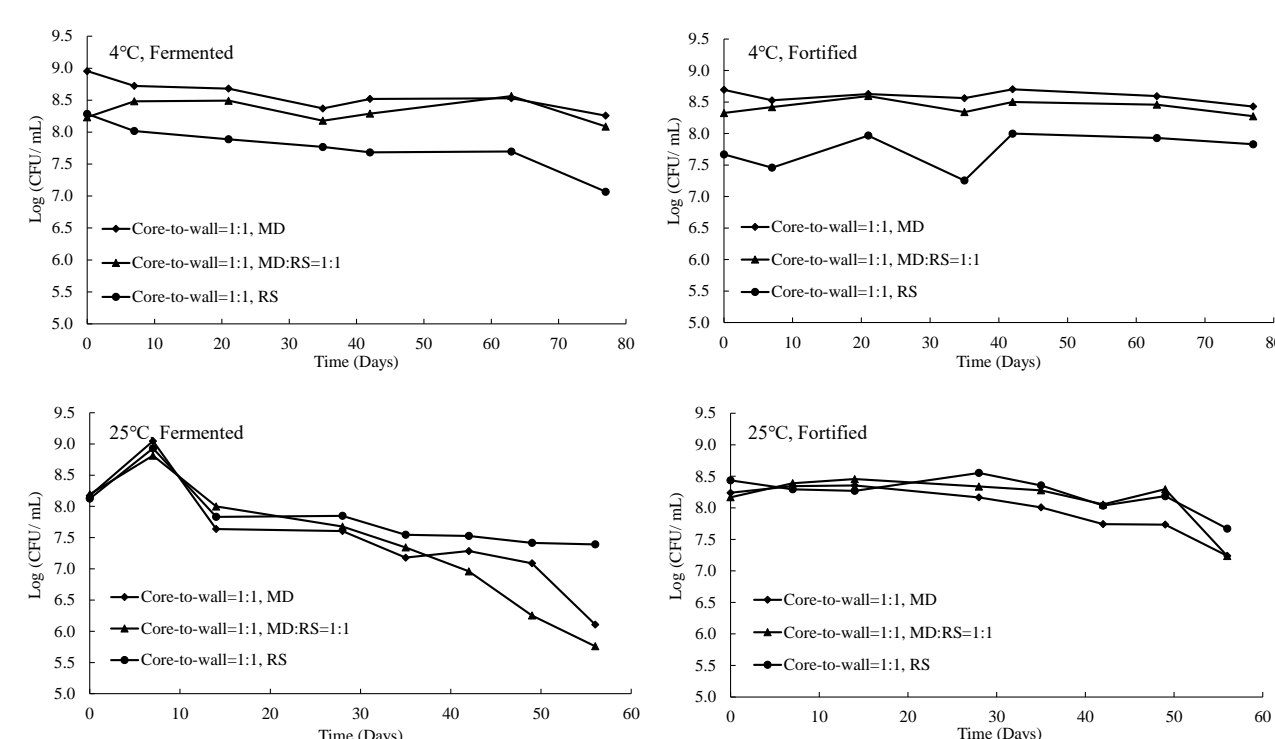 4℃, Fermented
9.5
9.0
8.5
8.0
7.5
7.0
6.5
6.0
5.5
5.0
Log (CFU/ mL)
Core-to-wall=1:1, MD
Core-to-wall=1:1, MD:RS=1:1
Core-to-wall=1:1, RS
0 10 20 30 40 50 60 70 80
Time (Days)
4℃, Fortified
9.5
9.0
8.5
8.0
7.5
7.0
6.5
6.0
5.5
5.0
Log (CFU/ mL)
Core-to-wall=1:1, MD
Core-to-wall=1:1, MD:RS=1:1
Core-to-wall=1:1, RS
0 10 20 30 40 50 60 70 8
Time (Days)
25℃, Fermented
9.5
9.0
8.5
8.0
7.5
7.0
6.5
6.0
5.5
5.0
Log (CFU/ mL)
Core-to-wall=1:1, MD
Core-to-wall=1:1, MD:RS=1:1
Core-to-wall=1:1, RS
0 10 20 30 40 50 60
Time (Days)
25℃, Fortified
9.5
9.0
8.5
8.0
7.5
7.0
6.5
6.0
5.5
5.0
Log (CFU/ mL)
Core-to-wall=1:1, MD
Core-to-wall=1:1, MD:RS=1:1
Core-to-wall=1:1, RS
0 10 20 30 40 50 60
Time (Days)